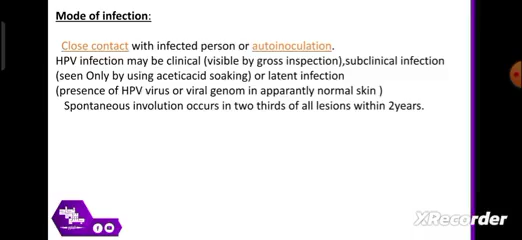 Mode of infection:
Close contact with infected person or autoinoculation.
HPV infection may be clinical (visible by gross inspection),subclinical infection
(seen Only by using aceticacid soaking) or latent infection
(presence of HPV virus or viral genom in apparantly normal skin )
Spontaneous involution occurs in two thirds of all lesions within 2years.
XRecorder